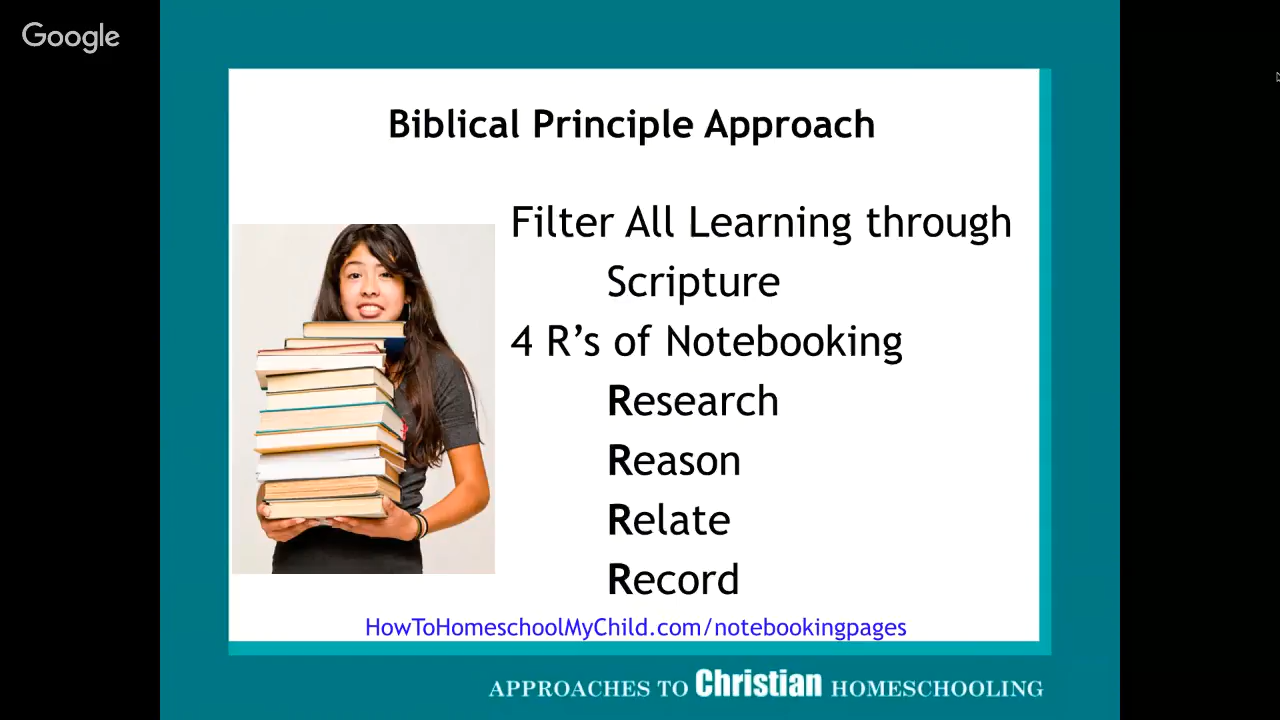 Google
Biblical Principle Approach
Filter All Learning through
Scripture
4 R’s of Notebooking
Research
Reason
Relate
Record
HowToHomeschoolMyChild.com/notebookingpages
APPROACHES TO Christian HOMESCHOOLING